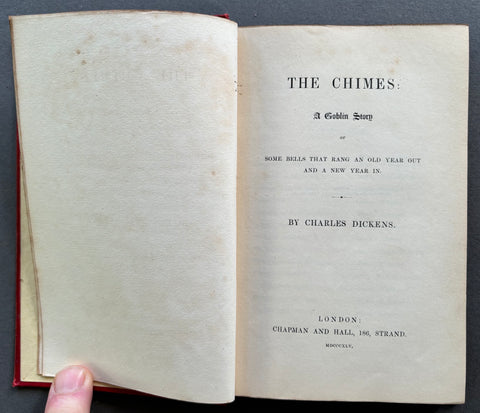 THE CHIMES:
A Goblin Story
OF
SOME BELLS THAT RANG AN OLD YEAR OUT
AND A NEW YEAR IN.
BY CHARLES DICKENS.
LONDON:
CHAPMAN AND HALL, 186, STRAND.
MDCCCXLV.